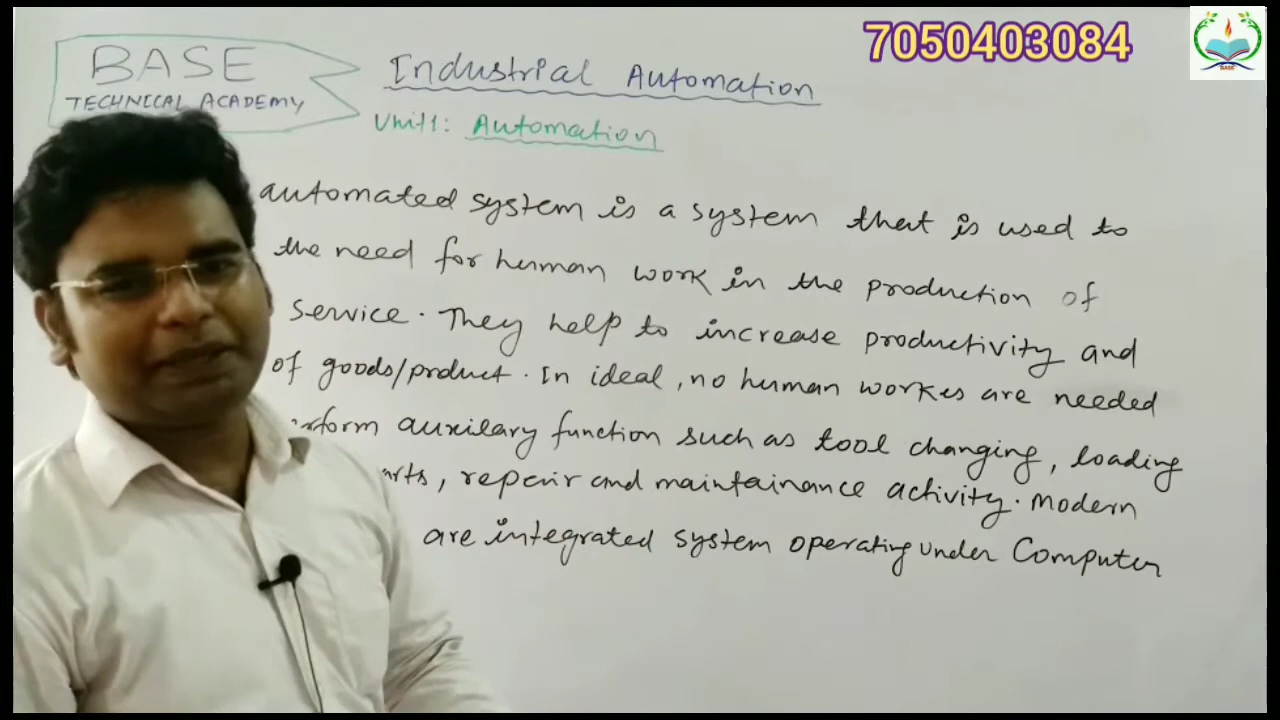 7050403084
BASE
TECHNICAL ACADEMY
Industrial Automation
Unit1: Automation
automated system is a system that is used to
the need for human work in the production of
service. They help to increase productivity and
of goods/product. In ideal, no human workes are needed
rform auxilary function such as tool changing, loading
arts, repair and maintainance activity. Modern
are integrated system operating under Computer
BASE